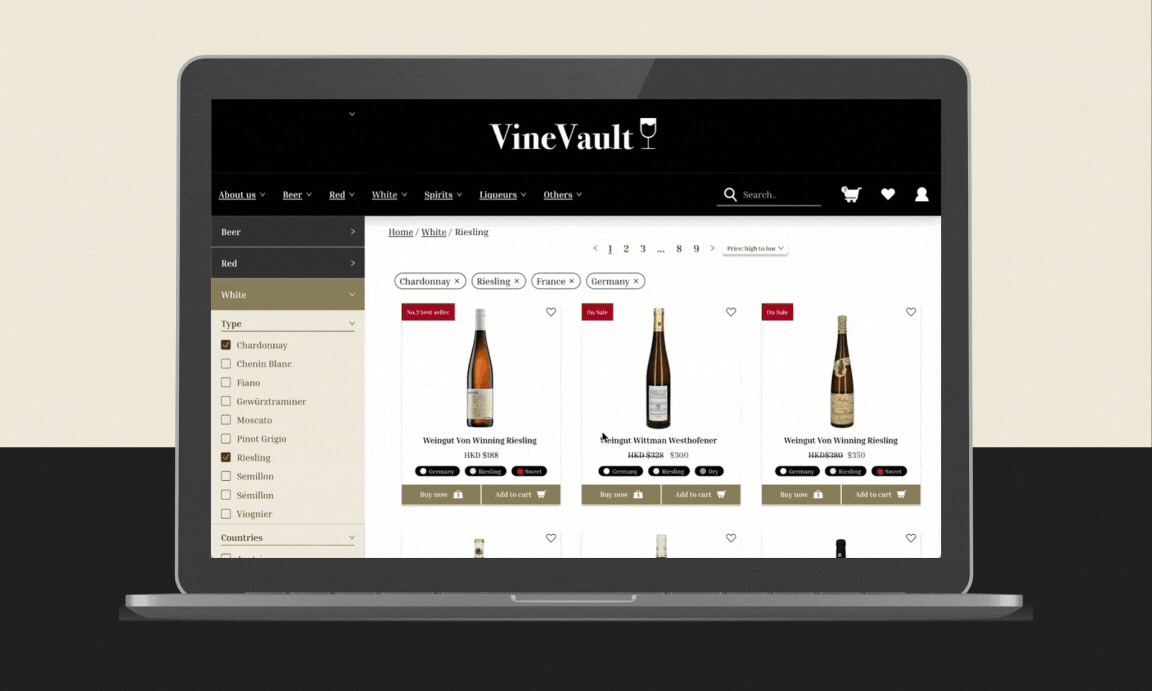 VineVault
About us Beer Red White Spirits Liqueurs Others Search..
Beer
Red
White
Type
Chardonnay
Chenin Blanc
Fiano
Gewürztraminer
Moscato
Pinot Grigio
Riesling
Semillon
Sémillon
Viognier
Countries
Home / White / Riesling
< 1 2 3 ... 8 9 > Price: high to low
Chardonnay × Riesling × France × Germany ×
No.3 best seller On Sale On Sale
Weingut Von Winning Riesling Weingut Wittman Westhofener Weingut Von Winning Riesling
HKD $188 HKD $328 $300 HKD$380 $350
Germany Riesling Sweet Germany Riesling Dry Germany Riesling Sweet
Buy now Add to cart Buy now Add to cart Buy now Add to cart